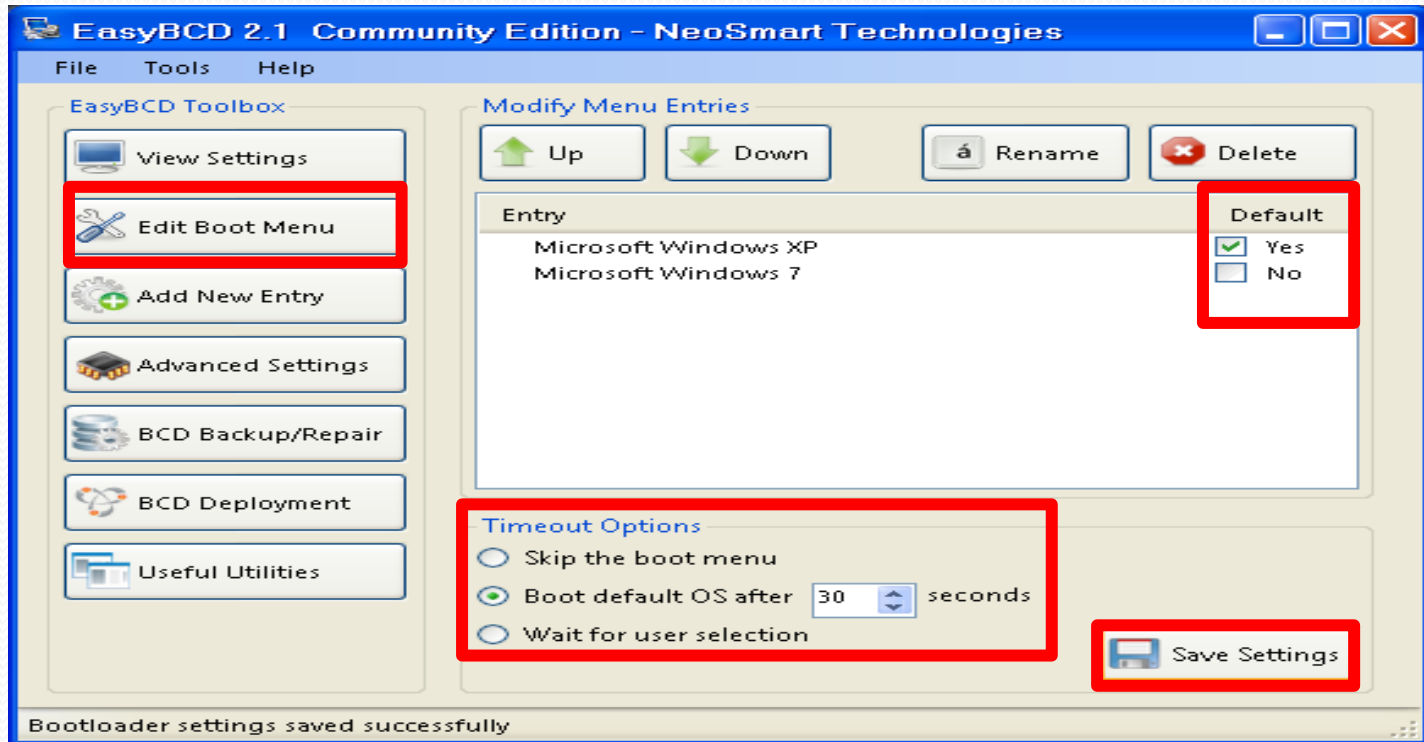 EasyBCD 2.1 Community Edition - NeoSmart Technologies
File Tools Help
EasyBCD Toolbox
View Settings
Edit Boot Menu
Add New Entry
Advanced Settings
BCD Backup/Repair
BCD Deployment
Useful Utilities
Modify Menu Entries
Up Down á Rename Delete
Entry Default
Microsoft Windows XP Yes
Microsoft Windows 7 No
Timeout Options
Skip the boot menu
Boot default OS after 30 seconds
Wait for user selection
Save Settings
Bootloader settings saved successfully